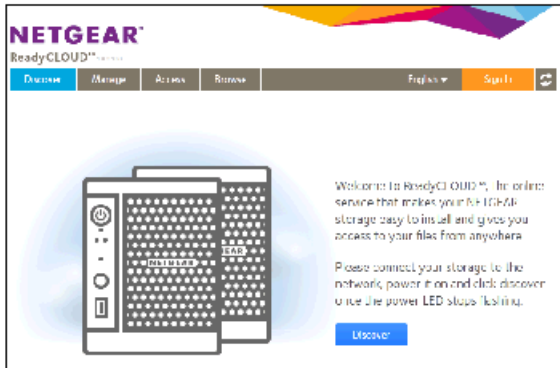 NETGEAR
ReadyCLOUD™
Discover Manage Access Browse English Sign In
NETGEAR
GEAR
Welcome to ReadyCLOUD™, the online
service that makes your NETGEAR
storage easy to install and gives you
access to your files from anywhere
Please connect your storage to the
network, power it on and click discover
once the power LED stops flashing.
Discover